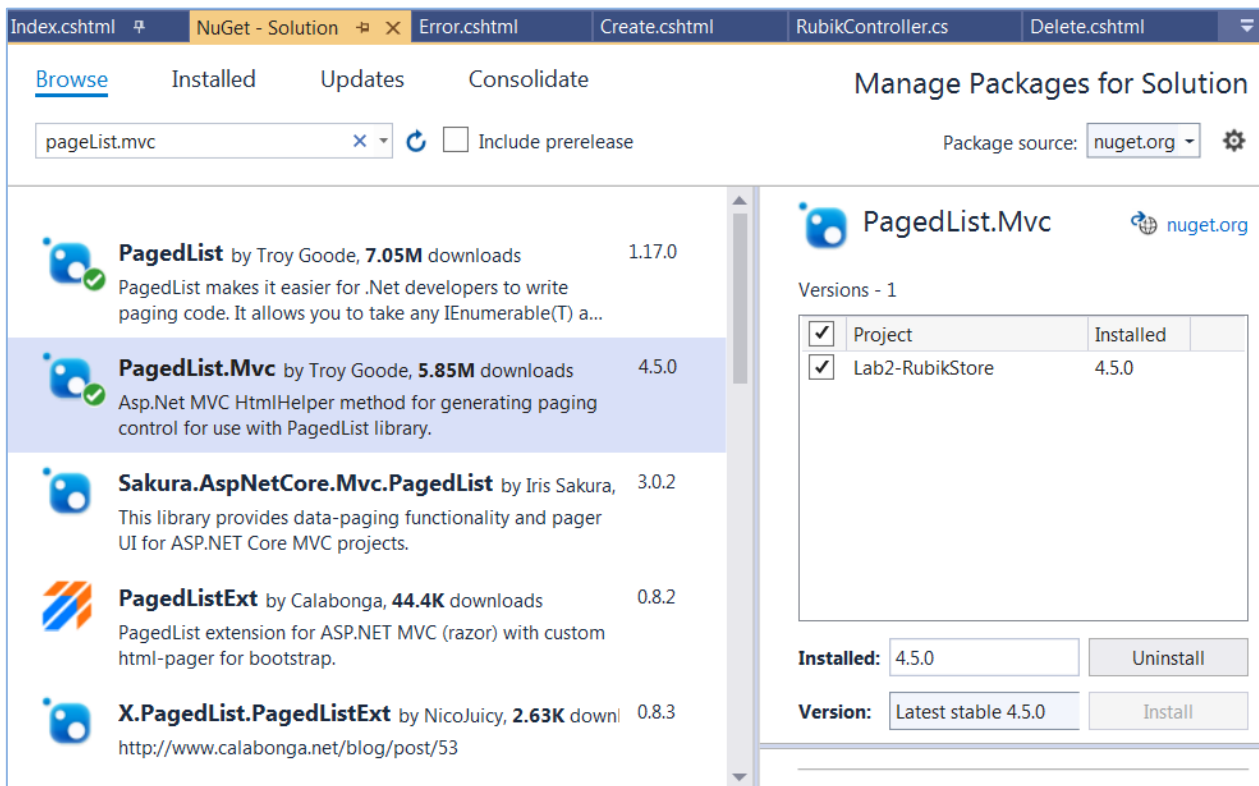 Index.cshtml NuGet - Solution Error.cshtml Create.cshtml RubikController.cs Delete.cshtml
Browse Installed Updates Consolidate
Manage Packages for Solution
pageList.mvc Include prerelease
Package source: nuget.org
PagedList by Troy Goode, 7.05M downloads 1.17.0
PagedList makes it easier for .Net developers to write
paging code. It allows you to take any IEnumerable(T) a...
PagedList.Mvc by Troy Goode, 5.85M downloads 4.5.0
Asp.Net MVC HtmlHelper method for generating paging
control for use with PagedList library.
Sakura.AspNetCore.Mvc.PagedList by Iris Sakura, 3.0.2
This library provides data-paging functionality and pager
UI for ASP.NET Core MVC projects.
PagedListExt by Calabonga, 44.4K downloads 0.8.2
PagedList extension for ASP.NET MVC (razor) with custom
html-pager for bootstrap.
X.PagedList.PagedListExt by NicoJuicy, 2.63K downl 0.8.3
http://www.calabonga.net/blog/post/53
PagedList.Mvc nuget.org
Versions - 1
Project Installed
Lab2-RubikStore 4.5.0
Installed: 4.5.0 Uninstall
Version: Latest stable 4.5.0 Install